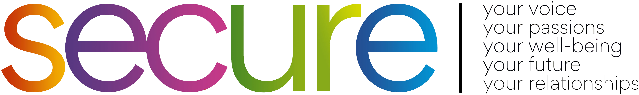 secure
your voice
your passions
your well-being
your future
your relationships